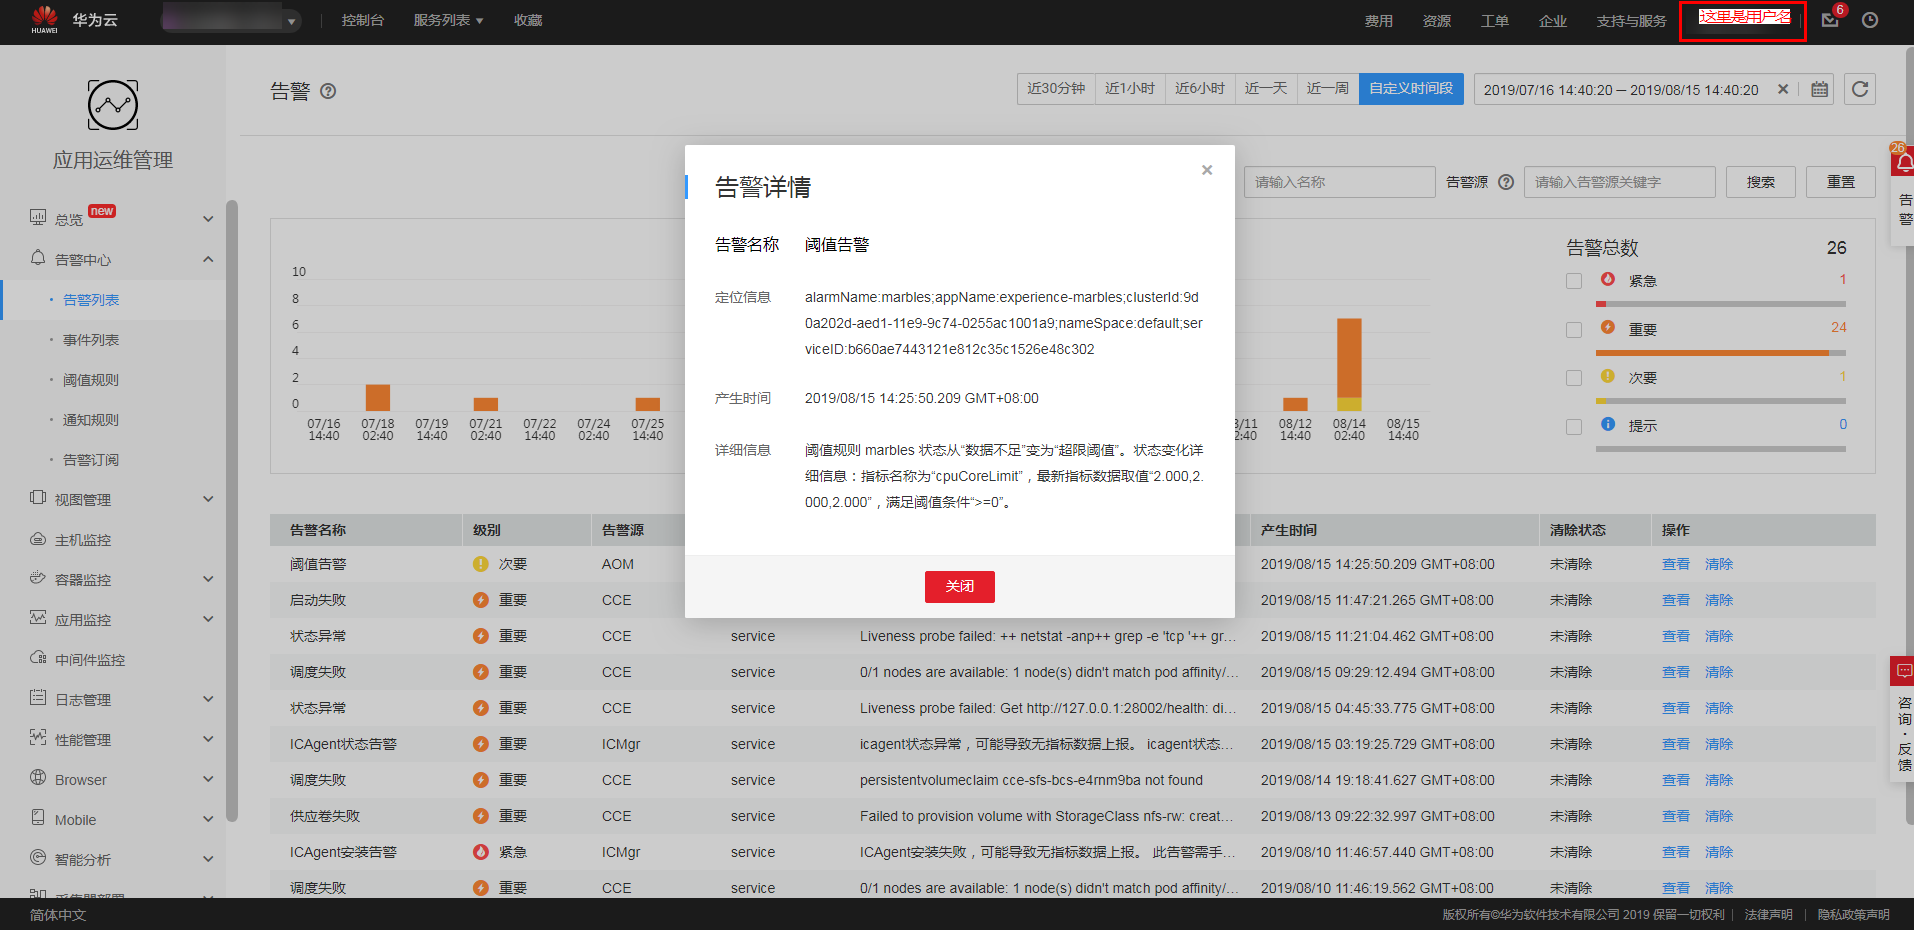 HUAWEI 华为云 控制台 服务列表 收藏 费用 资源 工单 企业 支持与服务 这里是用户名 6
应用运维管理
总览 new
告警中心
告警列表
事件列表
阈值规则
通知规则
告警订阅
视图管理
主机监控
容器监控
应用监控
中间件监控
日志管理
性能管理
Browser
Mobile
智能分析
采集器部署
告警 ?
近30分钟 近1小时 近6小时 近一天 近一周 自定义时间段 2019/07/16 14:40:20 – 2019/08/15 14:40:20
请输入名称 告警源 ? 请输入告警源关键字 搜索 重置
10
8
6
4
2
0
07/16 07/18 07/19 07/21 07/22 07/24 07/25 3/11 08/12 08/14 08/15
14:40 02:40 14:40 02:40 14:40 02:40 14:40 2:40 14:40 02:40 14:40
告警总数 26
紧急 1
重要 24
次要 1
提示 0
告警详情
告警名称 阈值告警
定位信息 alarmName:marbles;appName:experience-marbles;clusterId:9d
0a202d-aed1-11e9-9c74-0255ac1001a9;nameSpace:default;ser
viceID:b660ae7443121e812c35c1526e48c302
产生时间 2019/08/15 14:25:50.209 GMT+08:00
详细信息 阈值规则 marbles 状态从“数据不足”变为“超限阈值”。状态变化详
细信息：指标名称为“cpuCoreLimit”，最新指标数据取值“2.000,2.
000,2.000”，满足阈值条件“>=0”。
关闭
告警名称 级别 告警源 产生时间 清除状态 操作
阈值告警 次要 AOM 2019/08/15 14:25:50.209 GMT+08:00 未清除 查看 清除
启动失败 重要 CCE 2019/08/15 11:47:21.265 GMT+08:00 未清除 查看 清除
状态异常 重要 CCE service Liveness probe failed: ++ netstat -anp++ grep -e 'tcp '++ gr... 2019/08/15 11:21:04.462 GMT+08:00 未清除 查看 清除
调度失败 重要 CCE service 0/1 nodes are available: 1 node(s) didn't match pod affinity/... 2019/08/15 09:29:12.494 GMT+08:00 未清除 查看 清除
状态异常 重要 CCE service Liveness probe failed: Get http://127.0.0.1:28002/health: di... 2019/08/15 04:45:33.775 GMT+08:00 未清除 查看 清除
ICAgent状态告警 重要 ICMgr service icagent状态异常，可能导致无指标数据上报。 icagent状态... 2019/08/15 03:19:25.729 GMT+08:00 未清除 查看 清除
调度失败 重要 CCE service persistentvolumeclaim cce-sfs-bcs-e4rnm9ba not found 2019/08/14 19:18:41.627 GMT+08:00 未清除 查看 清除
供应卷失败 重要 CCE service Failed to provision volume with StorageClass nfs-rw: creat... 2019/08/13 09:22:32.997 GMT+08:00 未清除 查看 清除
ICAgent安装告警 紧急 ICMgr service ICAgent安装失败，可能导致无指标数据上报。 此告警需手... 2019/08/10 11:46:57.440 GMT+08:00 未清除 查看 清除
调度失败 重要 CCE service 0/1 nodes are available: 1 node(s) didn't match pod affinity/... 2019/08/10 11:46:19.562 GMT+08:00 未清除 查看 清除
26
告警
咨询·反馈
简体中文 版权所有©华为软件技术有限公司 2019 保留一切权利 法律声明 隐私政策声明